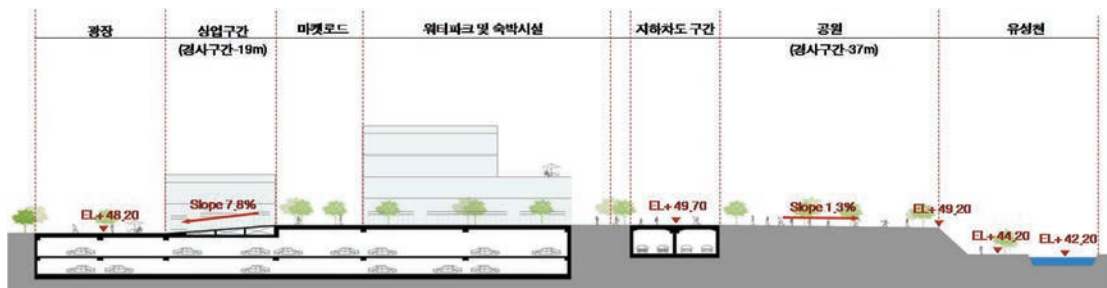 광장
상업구간
(경사구간-19m)
마켓로드
워터파크 및 숙박시설
지하차도 구간
공원
(경사구간-37m)
유성천
EL+48.20
Slope 7.8%
EL+49.70
Slope 1.3%
EL+49.20
EL+44.20
EL+42.20